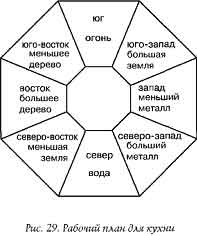 юг
огонь
юго-восток
меньшее
дерево
юго-запад
большая
земля
восток
большее
дерево
запад
меньший
металл
северо-восток
меньшая
земля
северо-запад
больший
металл
север
вода
Рис. 29. Рабочий план для кухни